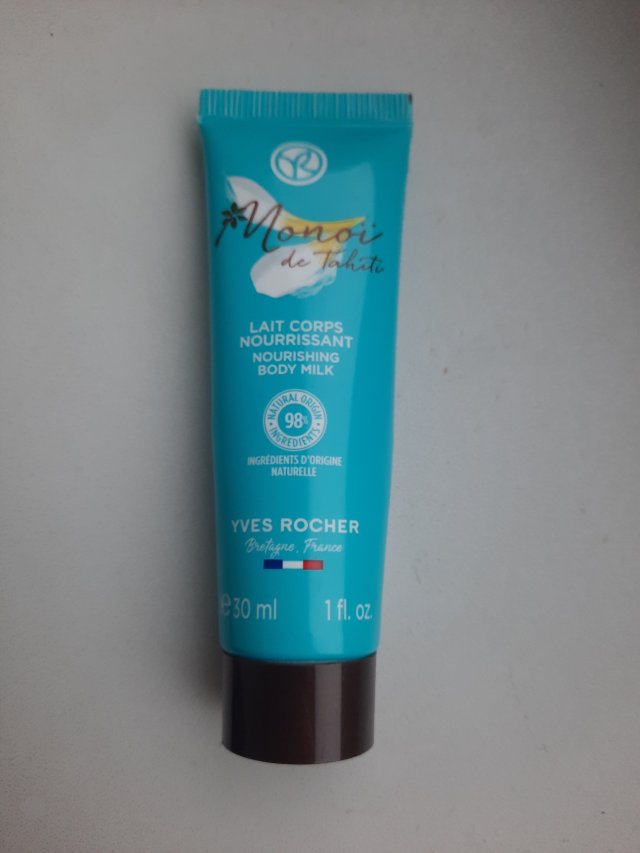 YR
Monoï
de Tahiti
LAIT CORPS
NOURRISSANT
NOURISHING
BODY MILK
NATURAL ORIGIN
98%
INGREDIENTS
INGRÉDIENTS D'ORIGINE
NATURELLE
YVES ROCHER
Bretagne, France
e 30 ml 1 fl. oz.